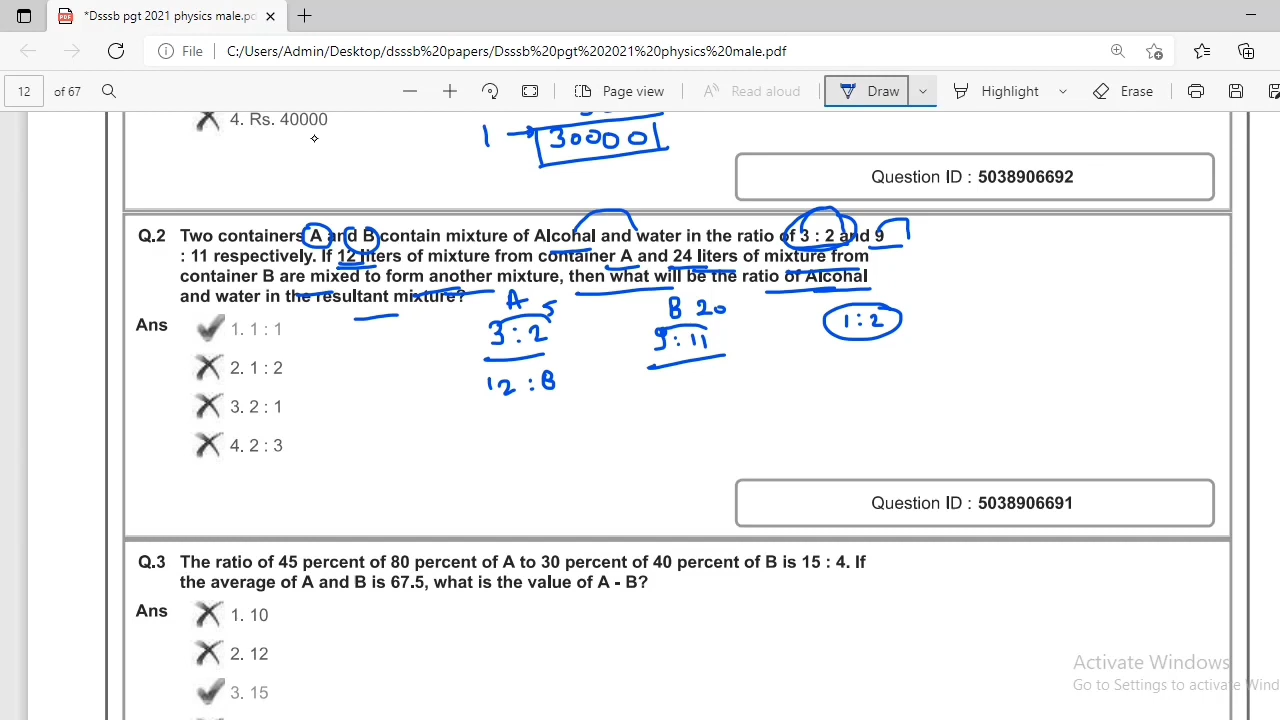 *Dsssb pgt 2021 physics male.pd
File
C:/Users/Admin/Desktop/dsssb%20papers/Dsssb%20pgt%202021%20physics%20male.pdf
12 of 67
Page view
Read aloud
Draw
Highlight
Erase
4. Rs. 40000
1 → 30000
Question ID : 5038906692
Q.2 Two containers A and B contain mixture of Alcohal and water in the ratio of 3 : 2 and 9
: 11 respectively. If 12 liters of mixture from container A and 24 liters of mixture from
container B are mixed to form another mixture, then what will be the ratio of Alcohal
and water in the resultant mixture?
A 5
B 20
Ans
1. 1 : 1
3 : 2
9 : 11
1 : 2
2. 1 : 2
12 : B
3. 2 : 1
4. 2 : 3
Question ID : 5038906691
Q.3 The ratio of 45 percent of 80 percent of A to 30 percent of 40 percent of B is 15 : 4. If
the average of A and B is 67.5, what is the value of A - B?
Ans
1. 10
2. 12
3. 15
Activate Windows
Go to Settings to activate Wind